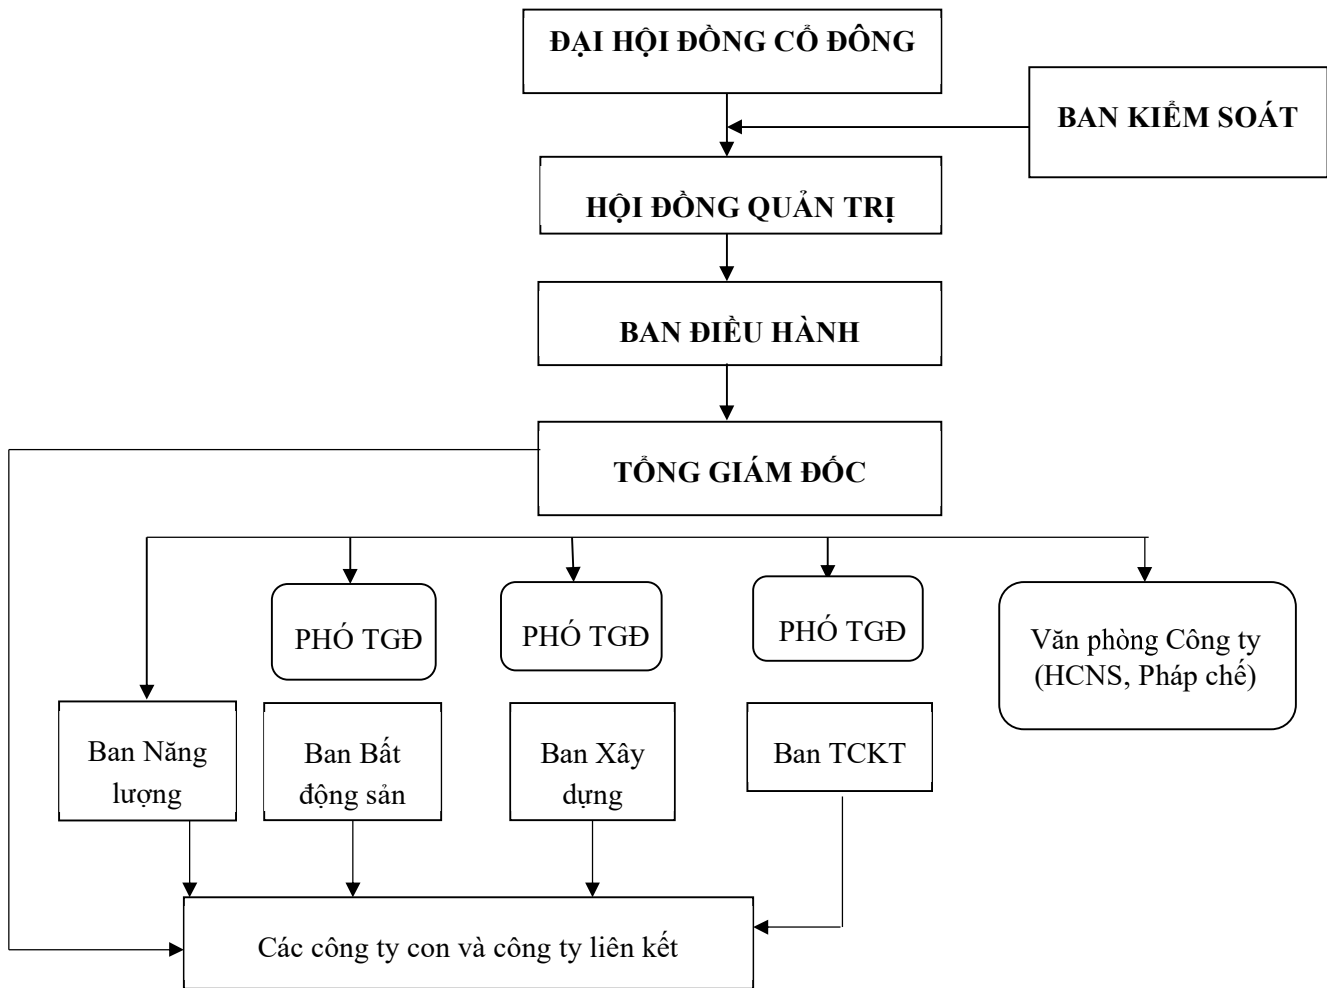 ĐẠI HỘI ĐỒNG CỔ ĐÔNG
BAN KIỂM SOÁT
HỘI ĐỒNG QUẢN TRỊ
BAN ĐIỀU HÀNH
TỔNG GIÁM ĐỐC
PHÓ TGĐ
PHÓ TGĐ
PHÓ TGĐ
Văn phòng Công ty
(HCNS, Pháp chế)
Ban Năng
lượng
Ban Bất
động sản
Ban Xây
dựng
Ban TCKT
Các công ty con và công ty liên kết